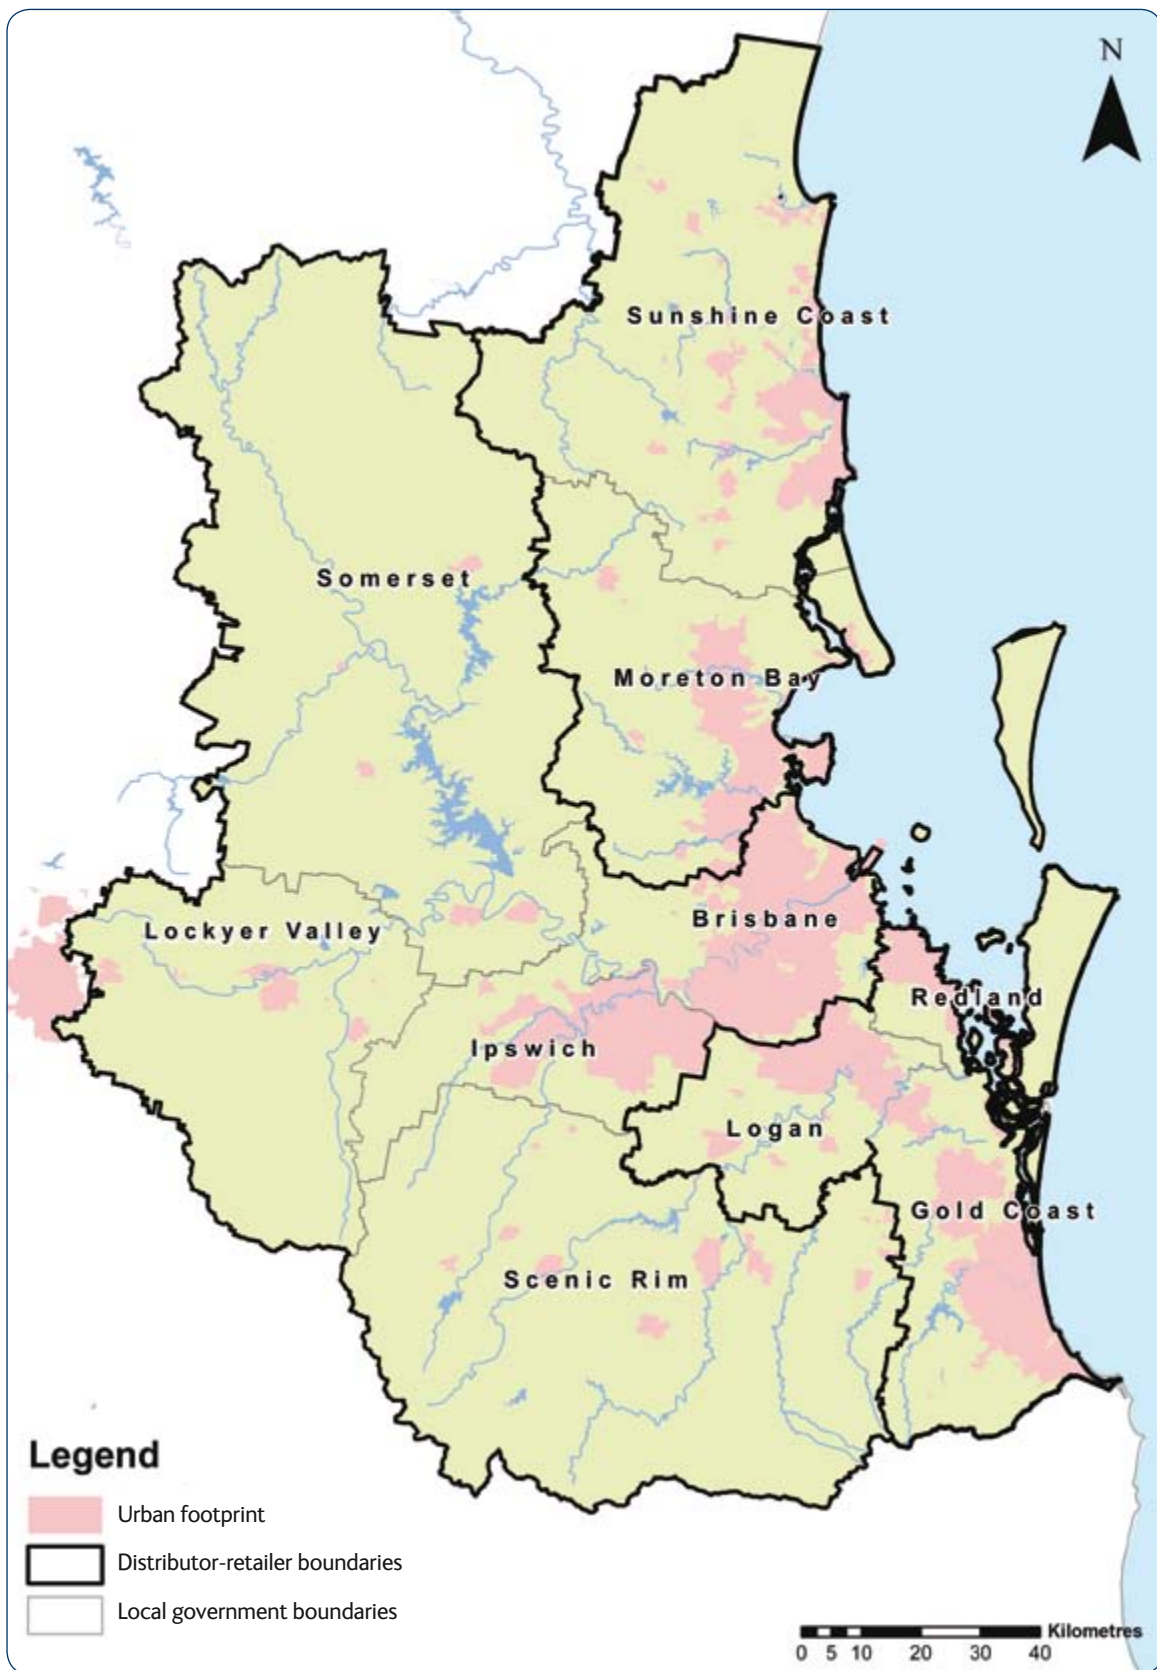 N
Sunshine Coast
Somerset
Moreton Bay
Lockyer Valley
Brisbane
Redland
Ipswich
Logan
Gold Coast
Scenic Rim
Legend
Urban footprint
Distributor-retailer boundaries
Local government boundaries
Kilometres
0 5 10 20 30 40